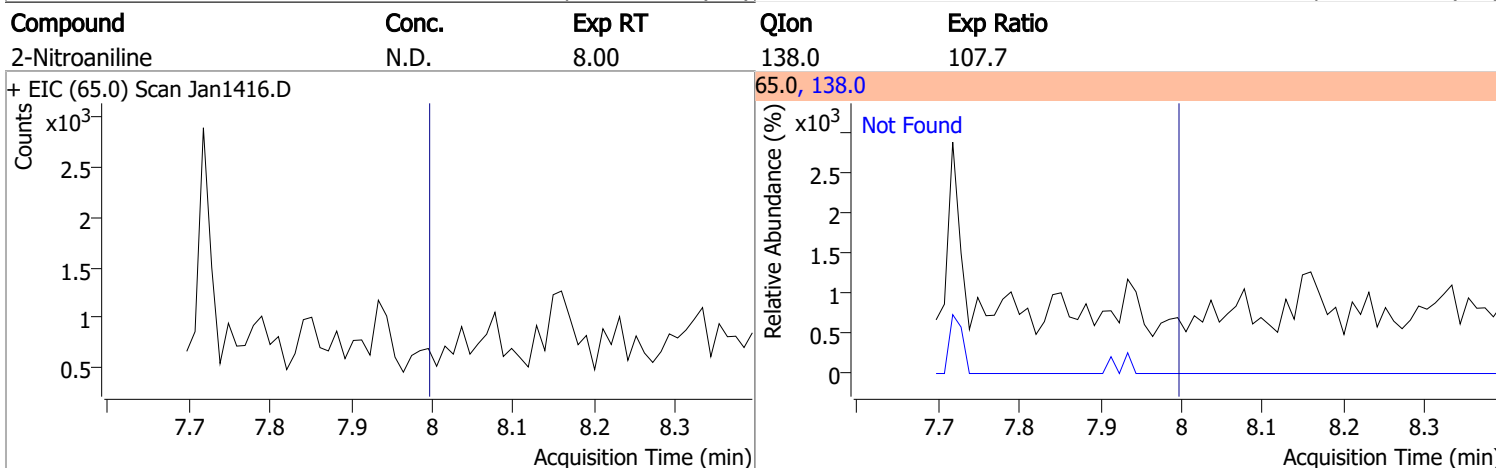 Compound Conc. Exp RT QIon Exp Ratio
2-Nitroaniline N.D. 8.00 138.0 107.7
+ EIC (65.0) Scan Jan1416.D
Counts
x10³
2.5
2
1.5
1
0.5
7.7 7.8 7.9 8 8.1 8.2 8.3
Acquisition Time (min)
65.0, 138.0
Relative Abundance (%)
x10³
Not Found
2.5
2
1.5
1
0.5
0
7.7 7.8 7.9 8 8.1 8.2 8.3
Acquisition Time (min)